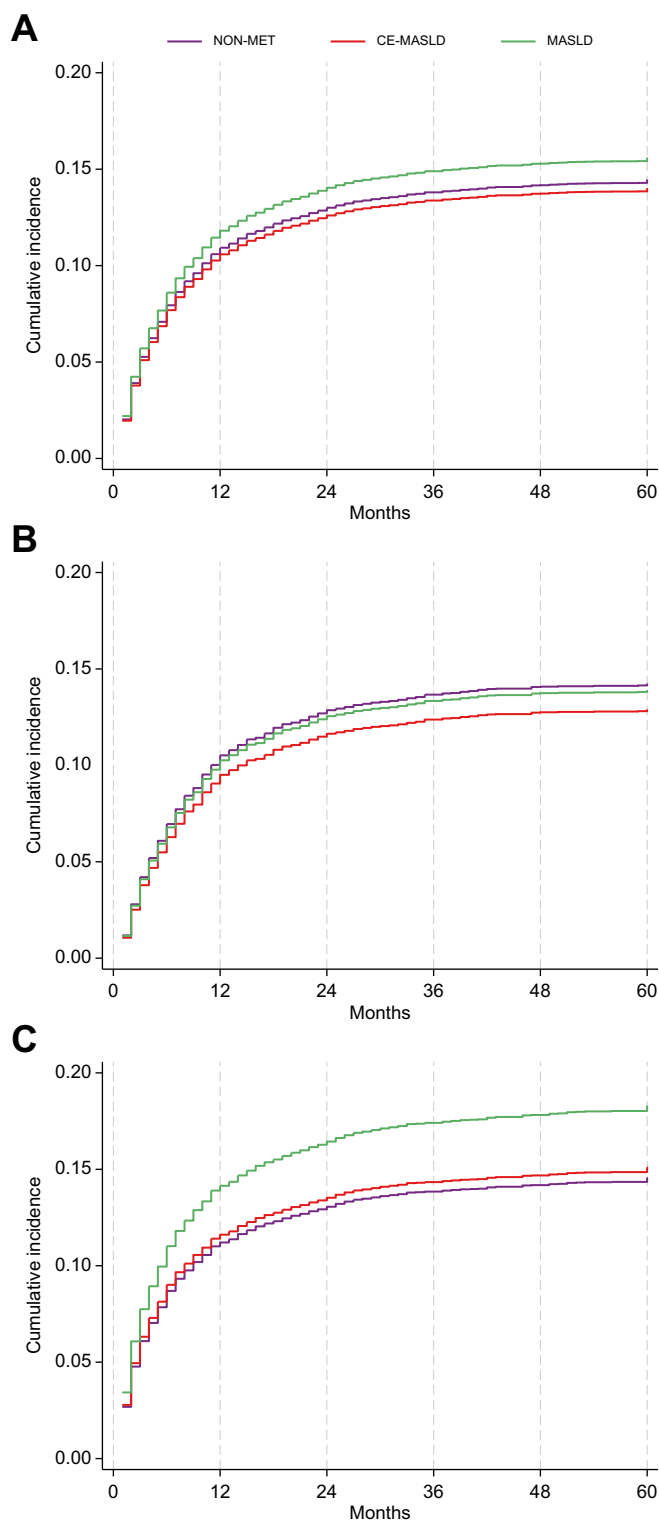 A
NON-MET CE-MASLD MASLD
0.20
0.15
0.10
0.05
0.00
Cumulative incidence
0 12 24 36 48 60
Months
B
0.20
0.15
0.10
0.05
0.00
Cumulative incidence
0 12 24 36 48 60
Months
C
0.20
0.15
0.10
0.05
0.00
Cumulative incidence
0 12 24 36 48 60
Months